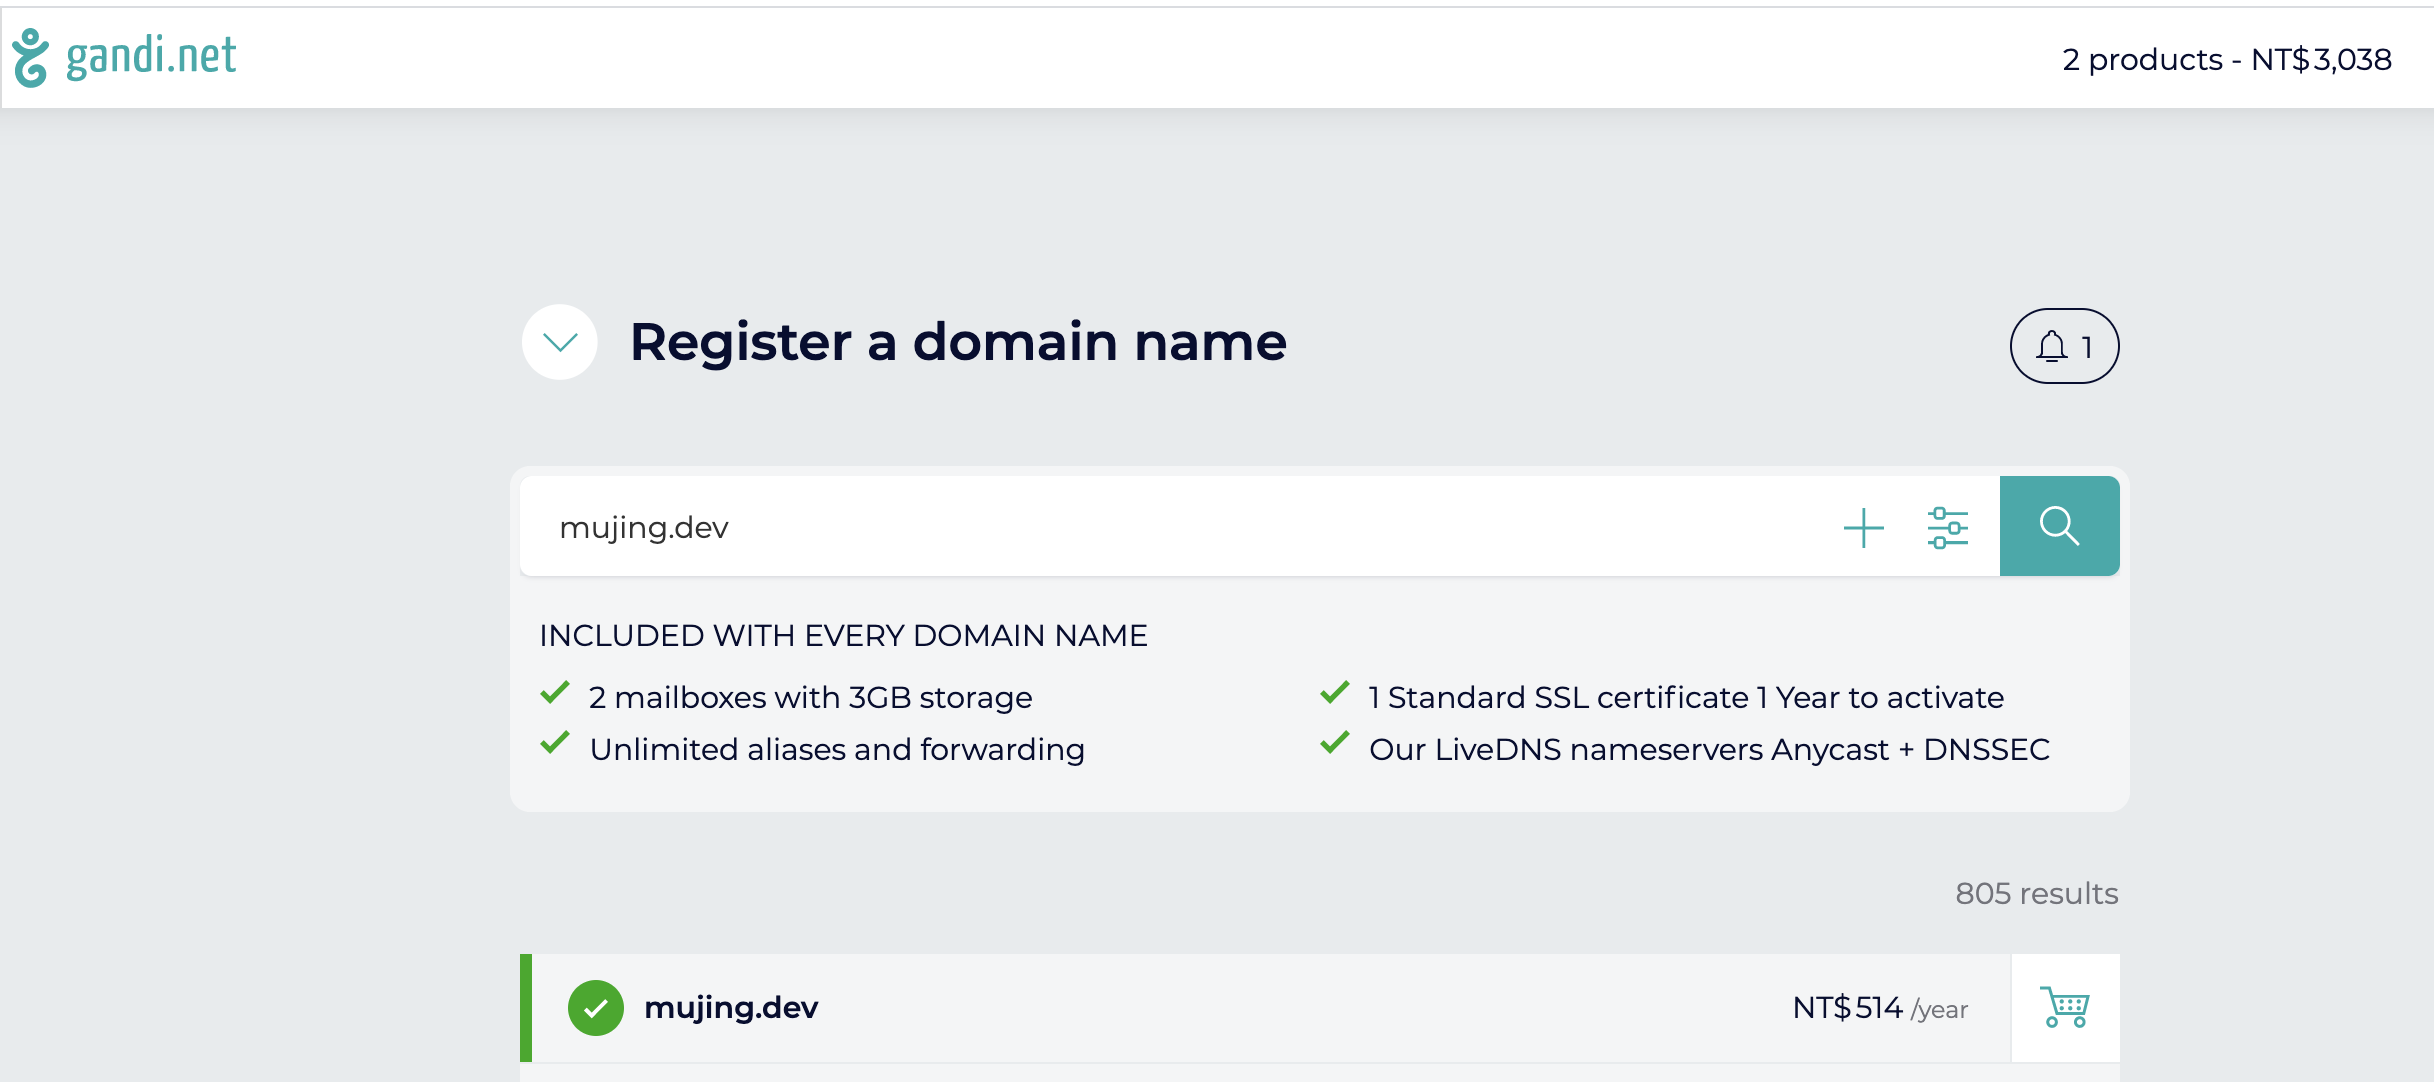 gandi.net
2 products - NT$3,038
Register a domain name
1
mujing.dev
INCLUDED WITH EVERY DOMAIN NAME
2 mailboxes with 3GB storage
1 Standard SSL certificate 1 Year to activate
Unlimited aliases and forwarding
Our LiveDNS nameservers Anycast + DNSSEC
805 results
mujing.dev
NT$514 /year